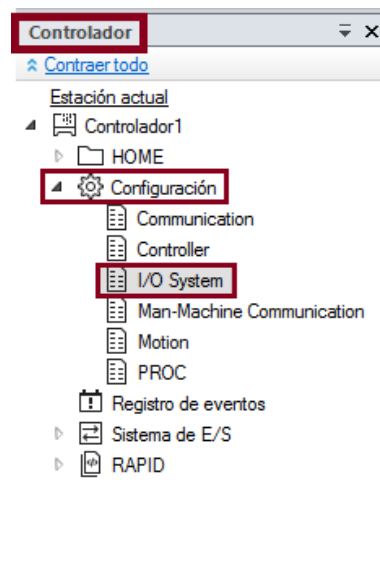 Controlador
Contraer todo
Estación actual
Controlador1
HOME
Configuración
Communication
Controller
I/O System
Man-Machine Communication
Motion
PROC
Registro de eventos
Sistema de E/S
RAPID